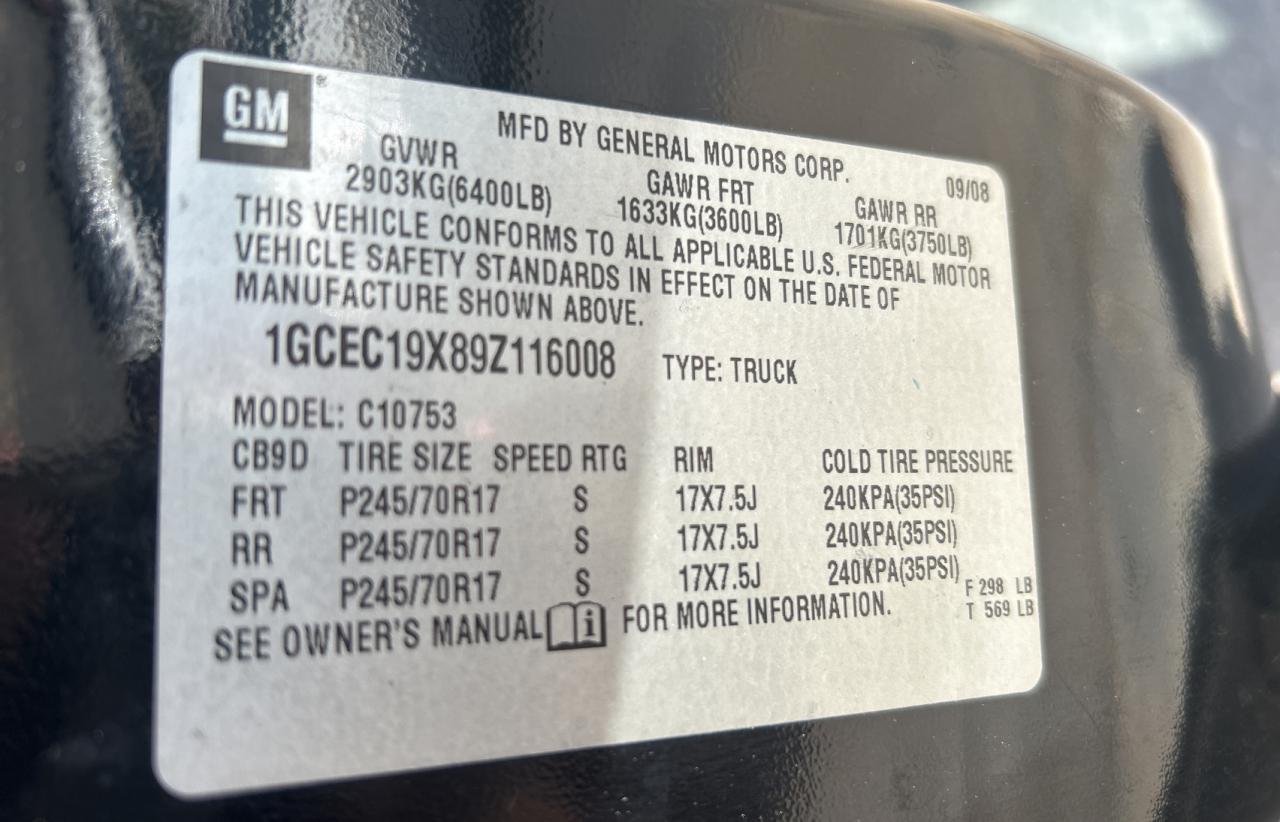 GM
MFD BY GENERAL MOTORS CORP.
09/08
GVWR GAWR FRT GAWR RR
2903KG(6400LB) 1633KG(3600LB) 1701KG(3750LB)
THIS VEHICLE CONFORMS TO ALL APPLICABLE U.S. FEDERAL MOTOR
VEHICLE SAFETY STANDARDS IN EFFECT ON THE DATE OF
MANUFACTURE SHOWN ABOVE.
1GCEC19X89Z116008 TYPE: TRUCK
MODEL: C10753
CB9D TIRE SIZE SPEED RTG RIM COLD TIRE PRESSURE
FRT P245/70R17 S 17X7.5J 240KPA(35PSI)
RR P245/70R17 S 17X7.5J 240KPA(35PSI)
SPA P245/70R17 S 17X7.5J 240KPA(35PSI)
F 298 LB
T 569 LB
SEE OWNER'S MANUAL i FOR MORE INFORMATION.